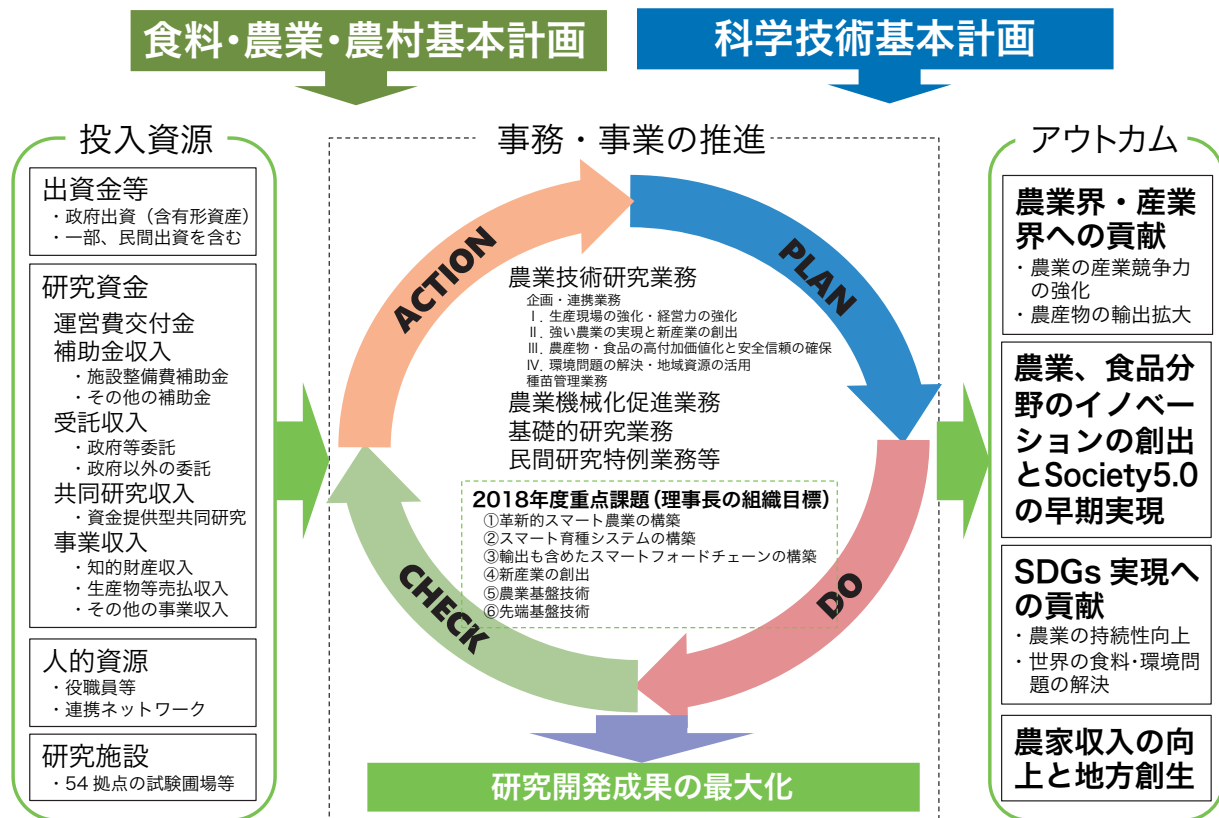 食料・農業・農村基本計画
科学技術基本計画
投入資源
出資金等
・政府出資（含有形資産）
・一部、民間出資を含む
研究資金
運営費交付金
補助金収入
・施設整備費補助金
・その他の補助金
受託収入
・政府等委託
・政府以外の委託
共同研究収入
・資金提供型共同研究
事業収入
・知的財産収入
・生産物等売払収入
・その他の事業収入
人的資源
・役職員等
・連携ネットワーク
研究施設
・54 拠点の試験圃場等
事務・事業の推進
ACTION
PLAN
DO
CHECK
農業技術研究業務
企画・連携業務
Ⅰ. 生産現場の強化・経営力の強化
Ⅱ. 強い農業の実現と新産業の創出
Ⅲ. 農産物・食品の高付加価値化と安全信頼の確保
Ⅳ. 環境問題の解決・地域資源の活用
種苗管理業務
農業機械化促進業務
基礎的研究業務
民間研究特例業務等
2018年度重点課題（理事長の組織目標）
①革新的スマート農業の構築
②スマート育種システムの構築
③輸出も含めたスマートフォードチェーンの構築
④新産業の創出
⑤農業基盤技術
⑥先端基盤技術
研究開発成果の最大化
アウトカム
農業界・産業
界への貢献
・農業の産業競争力
の強化
・農産物の輸出拡大
農業、食品分
野のイノベー
ションの創出
とSociety5.0
の早期実現
SDGs 実現へ
の貢献
・農業の持続性向上
・世界の食料・環境問
題の解決
農家収入の向
上と地方創生